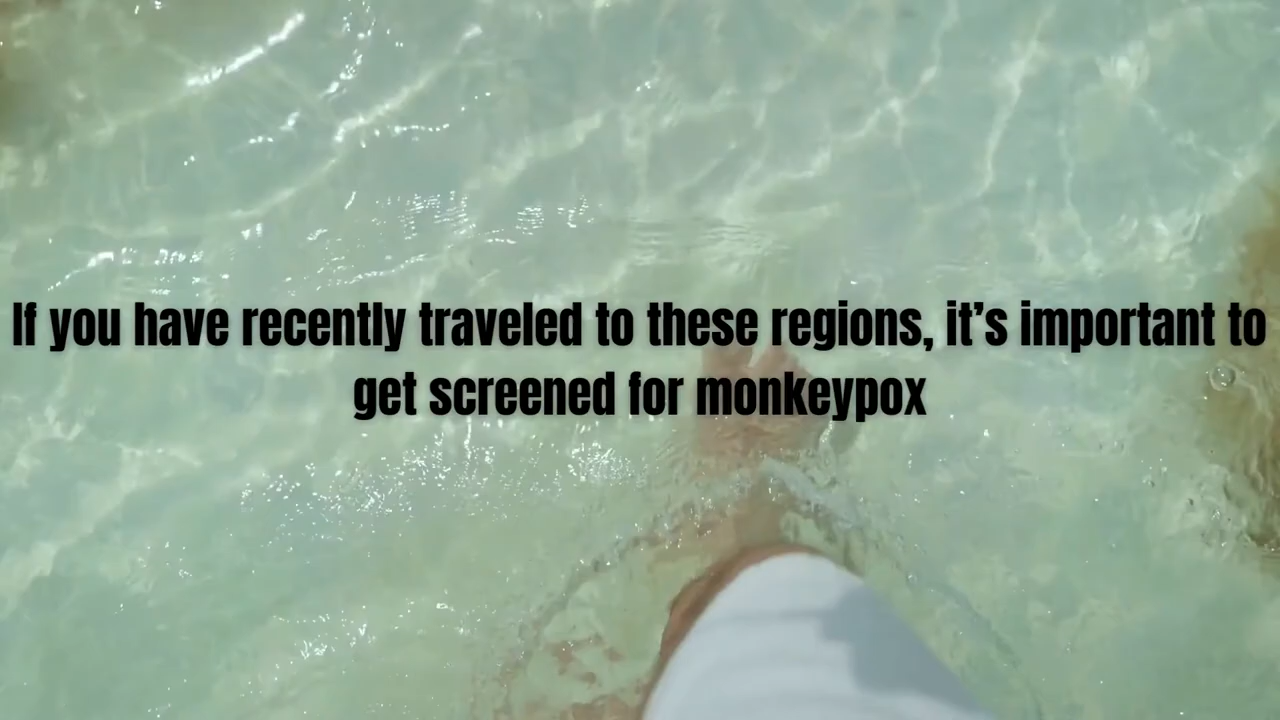 If you have recently traveled to these regions, it’s important to
get screened for monkeypox